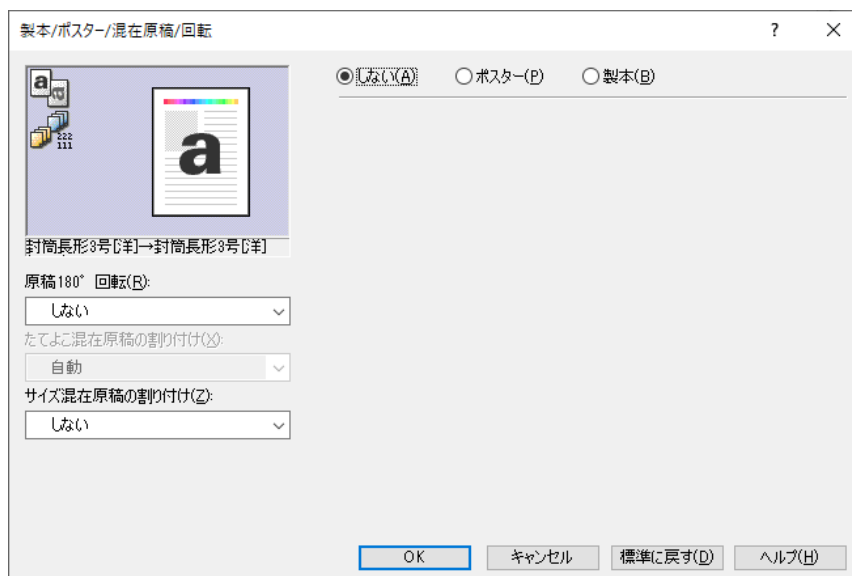 製本/ポスター/混在原稿/回転
しない(A) ポスター(P) 製本(B)
a
a
222
111
a
封筒長形3号[洋]→封筒長形3号[洋]
原稿180° 回転(R):
しない
たてよこ混在原稿の割り付け(X):
自動
サイズ混在原稿の割り付け(Z):
しない
OK キャンセル 標準に戻す(D) ヘルプ(H)